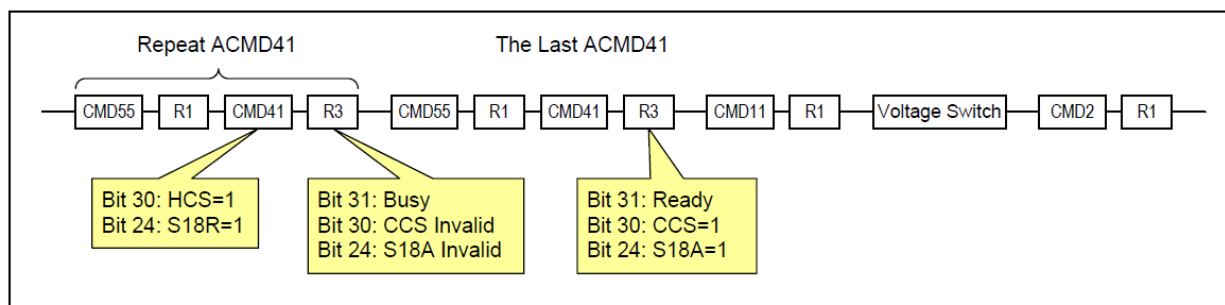 Repeat ACMD41
The Last ACMD41
CMD55 R1 CMD41 R3 CMD55 R1 CMD41 R3 CMD11 R1 Voltage Switch CMD2 R1
Bit 30: HCS=1
Bit 24: S18R=1
Bit 31: Busy
Bit 30: CCS Invalid
Bit 24: S18A Invalid
Bit 31: Ready
Bit 30: CCS=1
Bit 24: S18A=1